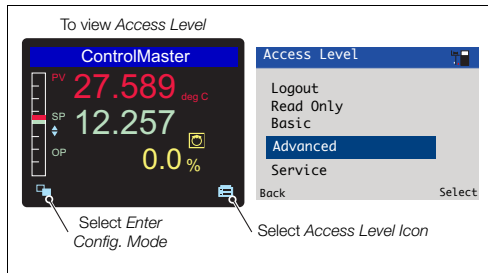 To view Access Level
ControlMaster
PV 27.589 deg C
SP 12.257
OP 0.0 %
Select Enter
Config. Mode
Access Level
Logout
Read Only
Basic
Advanced
Service
Back Select
Select Access Level Icon